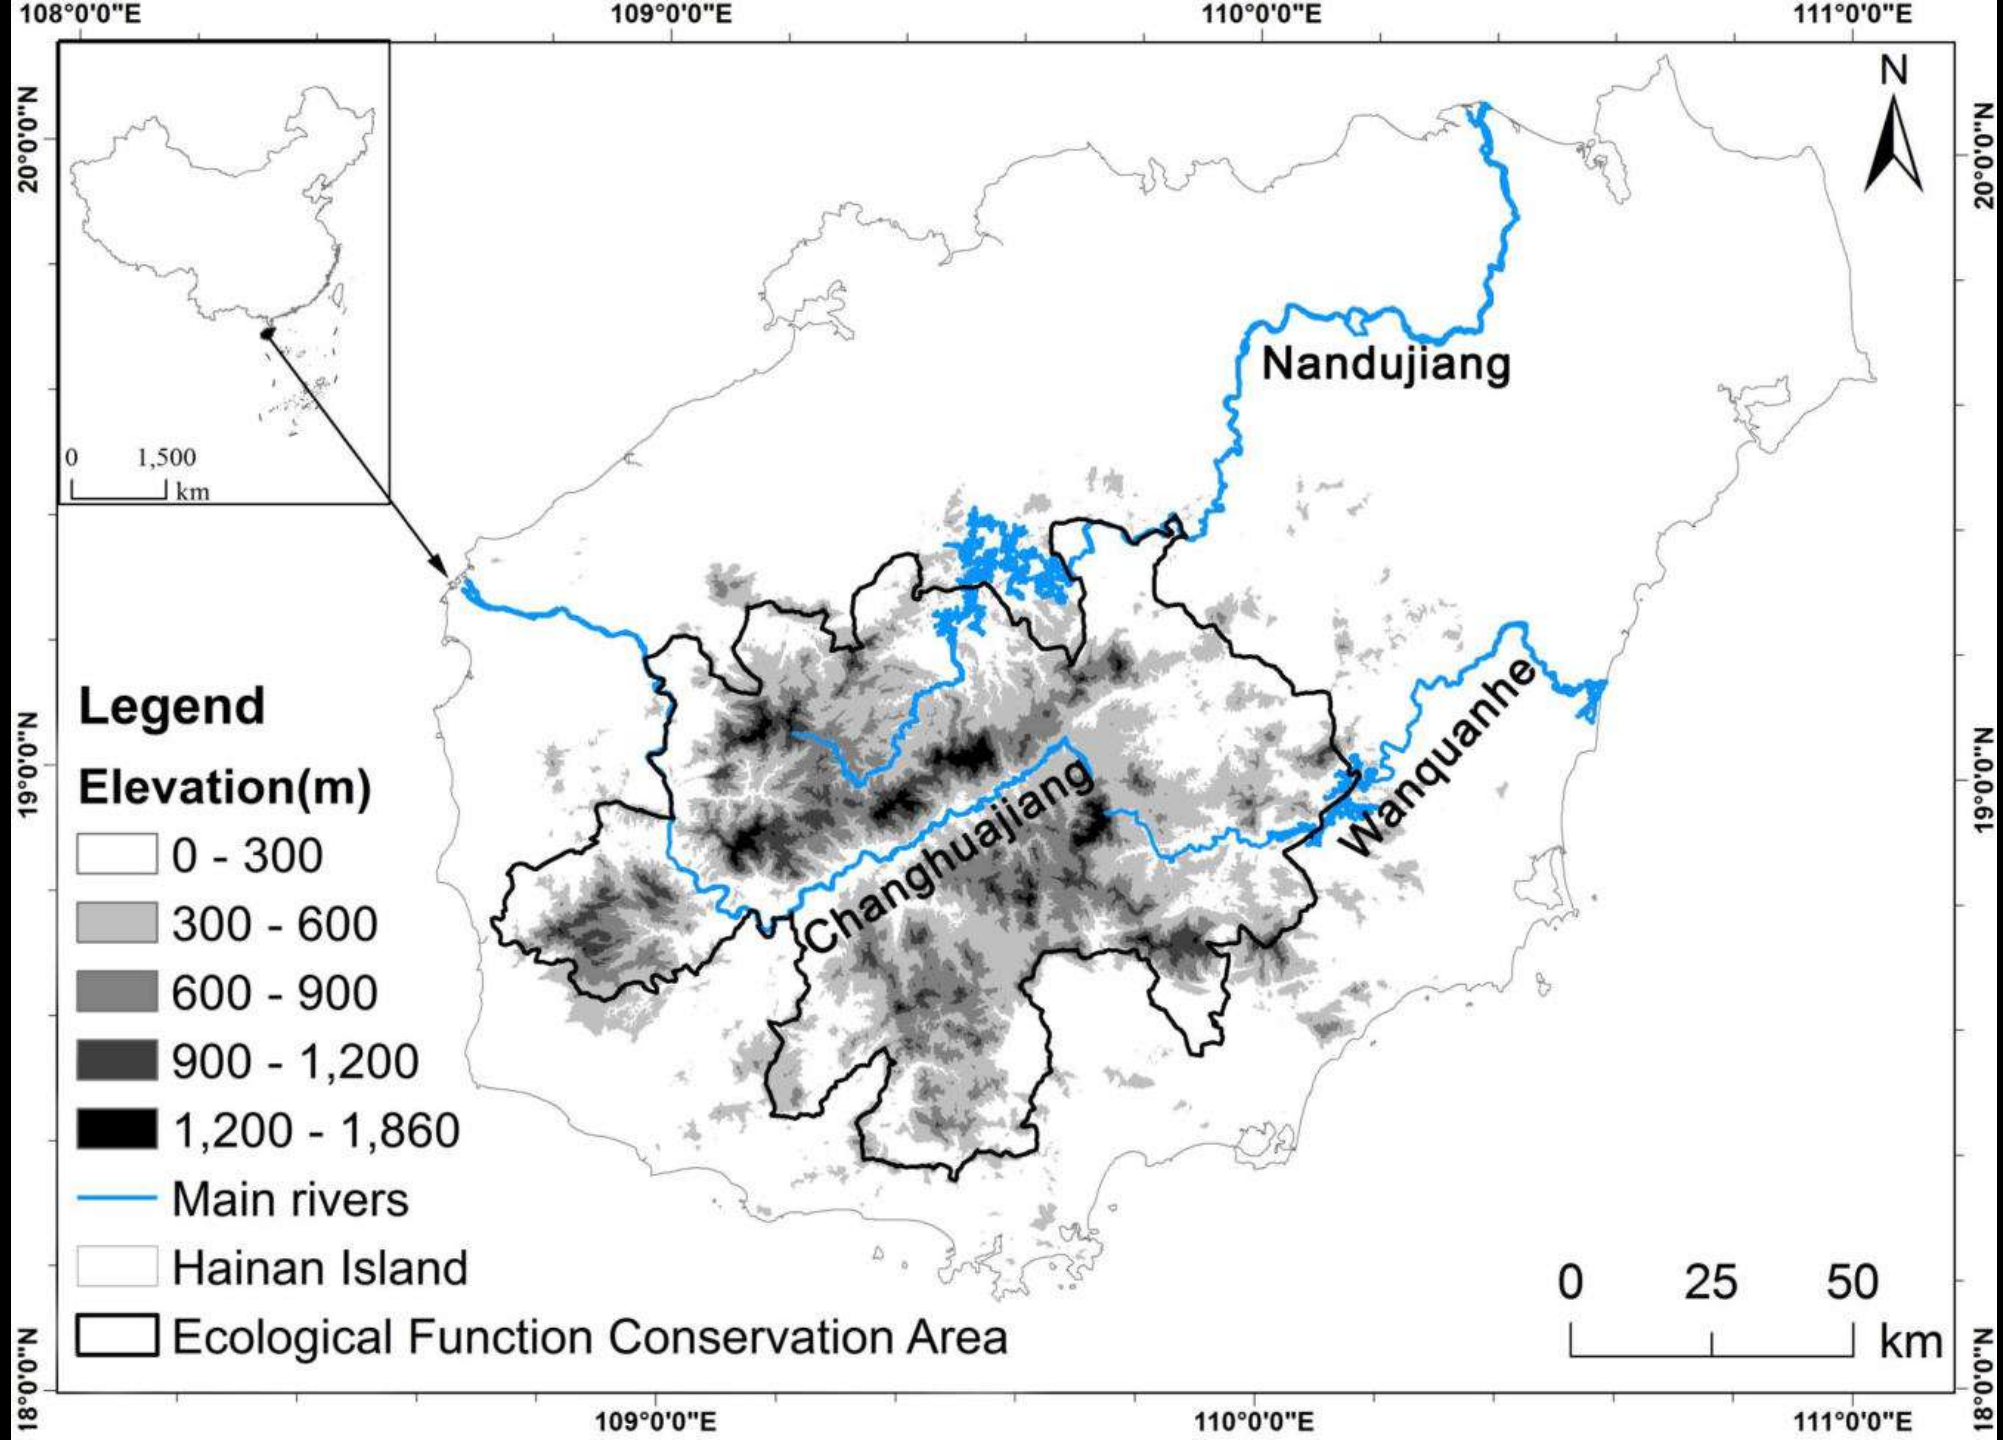 108°0'0"E 109°0'0"E 110°0'0"E 111°0'0"E
N
20°0'0"N
20°0'0"N
Nandujiang
0 1,500
km
Legend
Elevation(m)
0 - 300
300 - 600
600 - 900
900 - 1,200
1,200 - 1,860
Main rivers
Hainan Island
Ecological Function Conservation Area
Wanquanhe
Changhuajiang
19°0'0"N
19°0'0"N
0 25 50
km
18°0'0"N
18°0'0"N
109°0'0"E 110°0'0"E 111°0'0"E